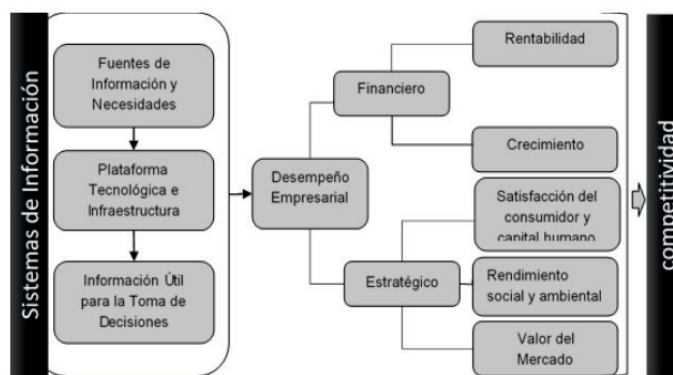 Sistemas de Información
Fuentes de
Información y
Necesidades
Plataforma
Tecnológica e
Infraestructura
Información Útil
para la Toma de
Decisiones
Desempeño
Empresarial
Financiero
Estratégico
Rentabilidad
Crecimiento
Satisfacción del
consumidor y
capital humano
Rendimiento
social y ambiental
Valor del
Mercado
competitividad